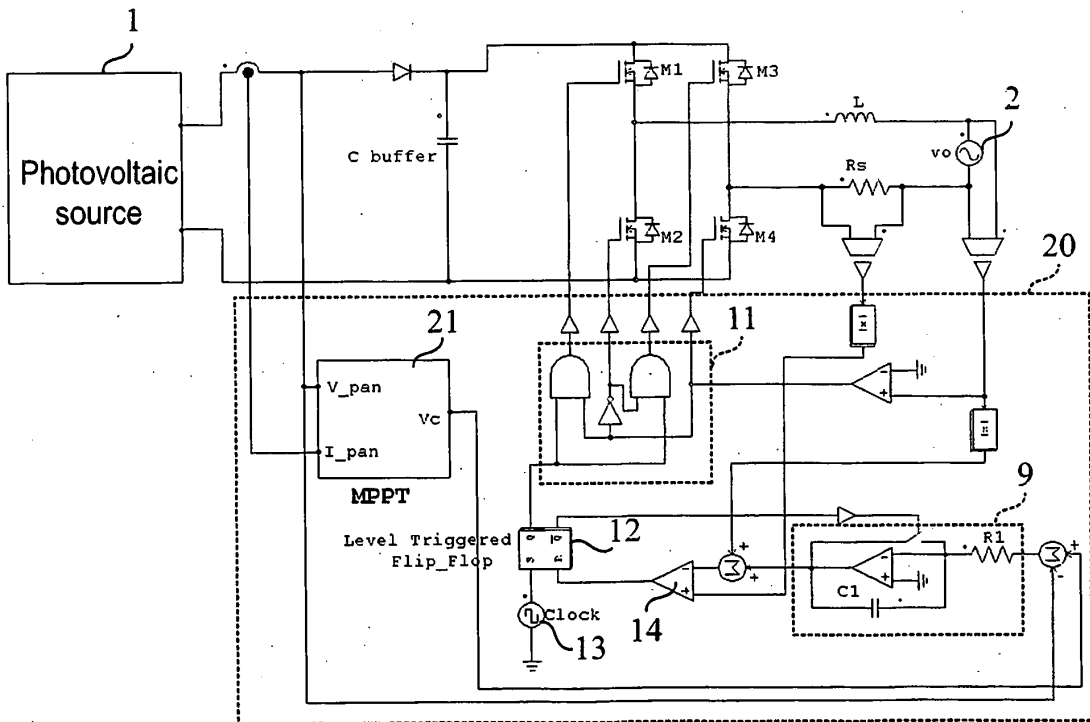 1
Photovoltaic
source
C buffer
M1
M3
M2
M4
L
2
vo
Rs
20
|x|
11
21
V_pan
Vc
I_pan
MPPT
|x|
-
+
Level Triggered
Flip_Flop
S
Q
R
Q
12
Clock
13
14
+
Σ
+
+
9
R1
-
+
C1
Σ
+
-